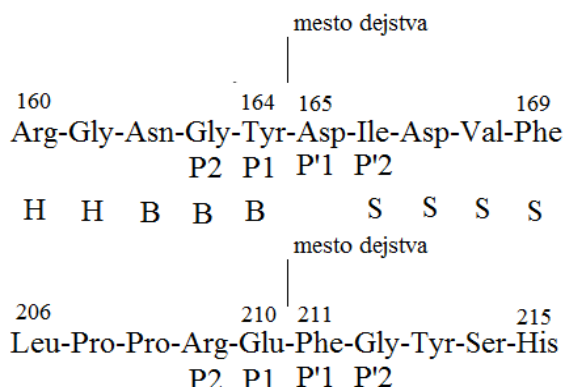 mesto dejstva
160 164 165 169
Arg-Gly-Asn-Gly-Tyr-Asp-Ile-Asp-Val-Phe
P2 P1 P'1 P'2
H H B B B S S S S
mesto dejstva
206 210 211 215
Leu-Pro-Pro-Arg-Glu-Phe-Gly-Tyr-Ser-His
P2 P1 P'1 P'2